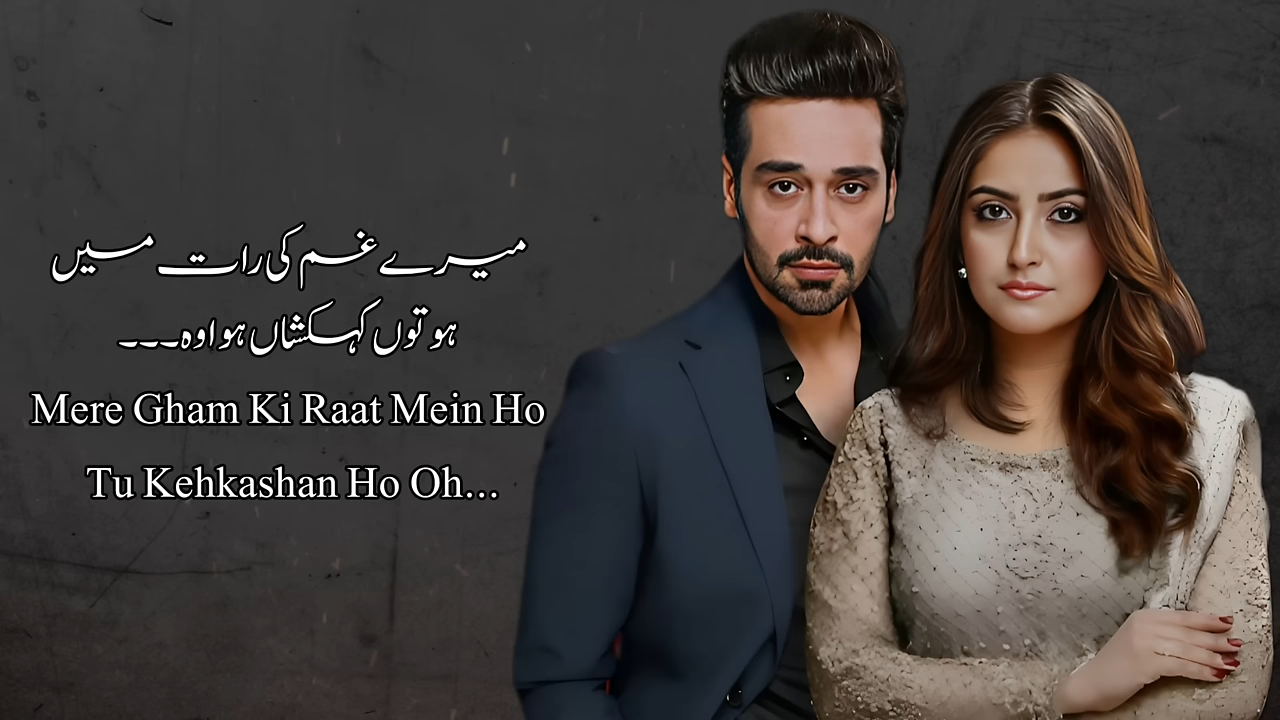 میرے غم کی رات میں
ہو توں کہکشاں ہو اوہ۔۔۔
Mere Gham Ki Raat Mein Ho
Tu Kehkashan Ho Oh...